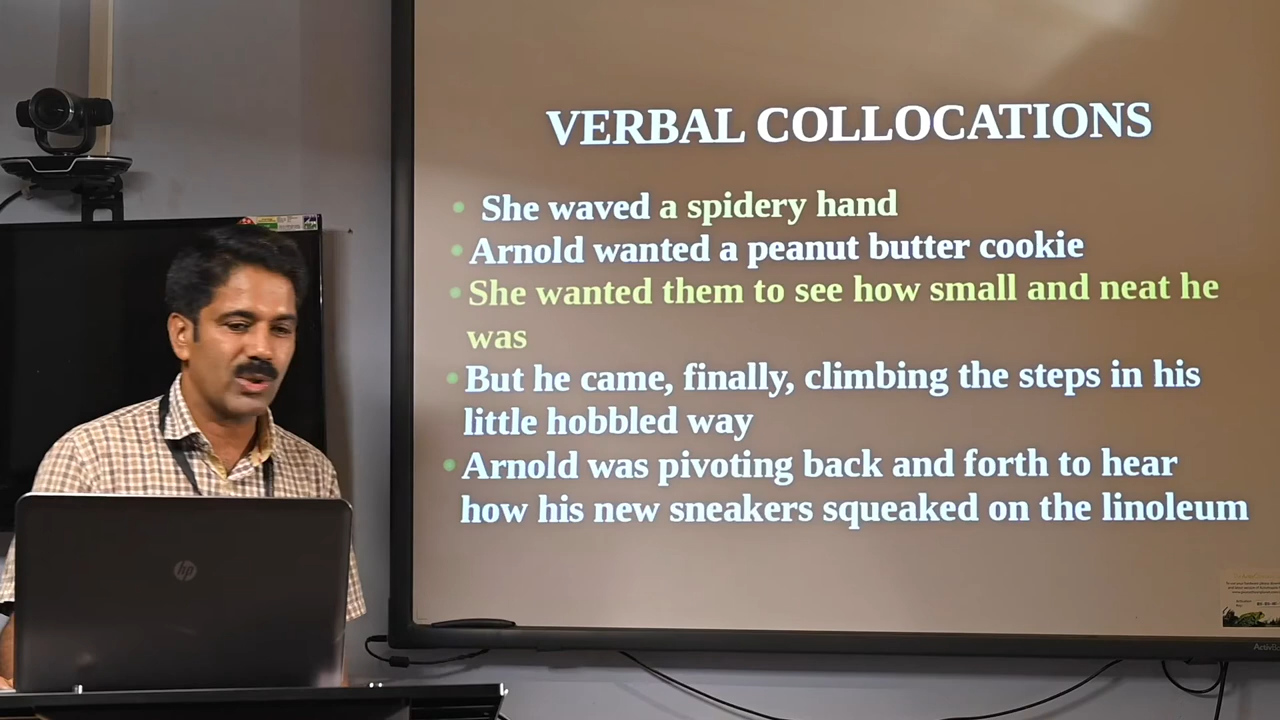 VERBAL COLLOCATIONS
• She waved a spidery hand
• Arnold wanted a peanut butter cookie
• She wanted them to see how small and neat he
was
• But he came, finally, climbing the steps in his
little hobbled way
• Arnold was pivoting back and forth to hear
how his new sneakers squeaked on the linoleum
hp